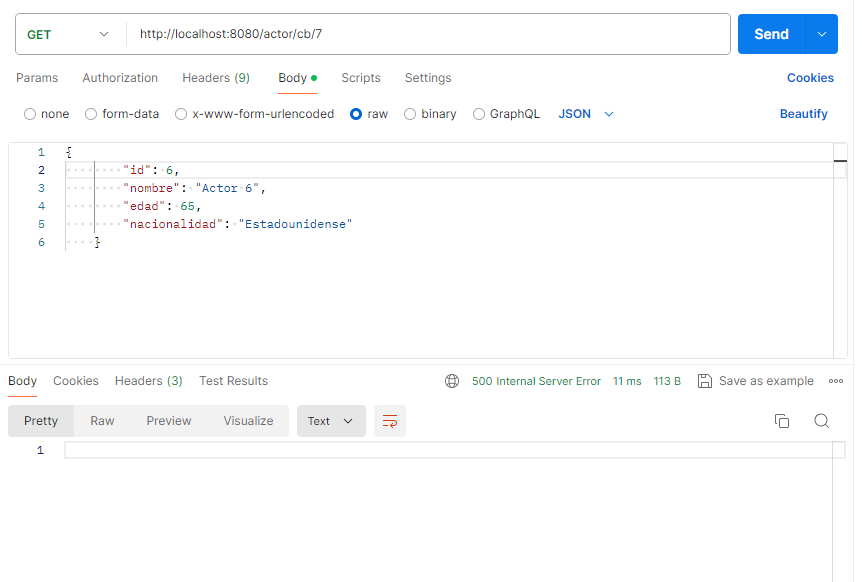 GET http://localhost:8080/actor/cb/7 Send
Params Authorization Headers (9) Body Scripts Settings Cookies
none form-data x-www-form-urlencoded raw binary GraphQL JSON Beautify
1 {
2 "id": 6,
3 "nombre": "Actor 6",
4 "edad": 65,
5 "nacionalidad": "Estadounidense"
6 }
Body Cookies Headers (3) Test Results 500 Internal Server Error 11 ms 113 B Save as example
Pretty Raw Preview Visualize Text
1